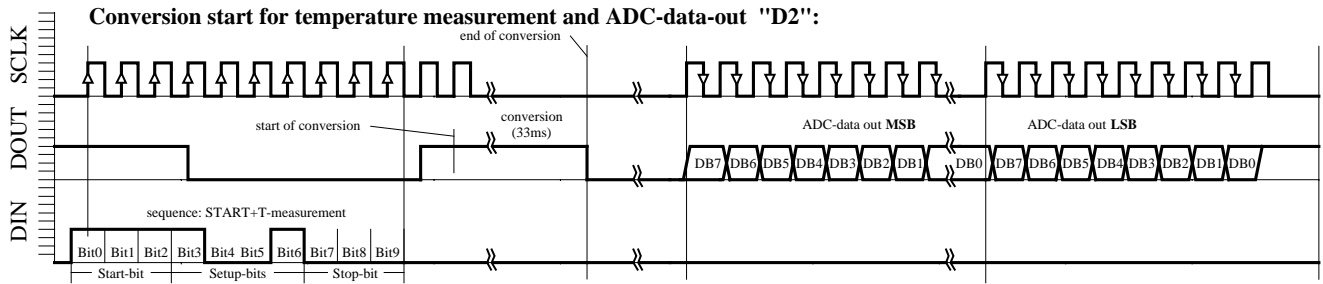 Conversion start for temperature measurement and ADC-data-out "D2":
end of conversion
SCLK
DOUT
start of conversion
conversion
(33ms)
ADC-data out MSB
ADC-data out LSB
DB7 DB6 DB5 DB4 DB3 DB2 DB1 DB0 DB7 DB6 DB5 DB4 DB3 DB2 DB1 DB0
DIN
sequence: START+T-measurement
Bit0 Bit1 Bit2 Bit3 Bit4 Bit5 Bit6 Bit7 Bit8 Bit9
Start-bit Setup-bits Stop-bit